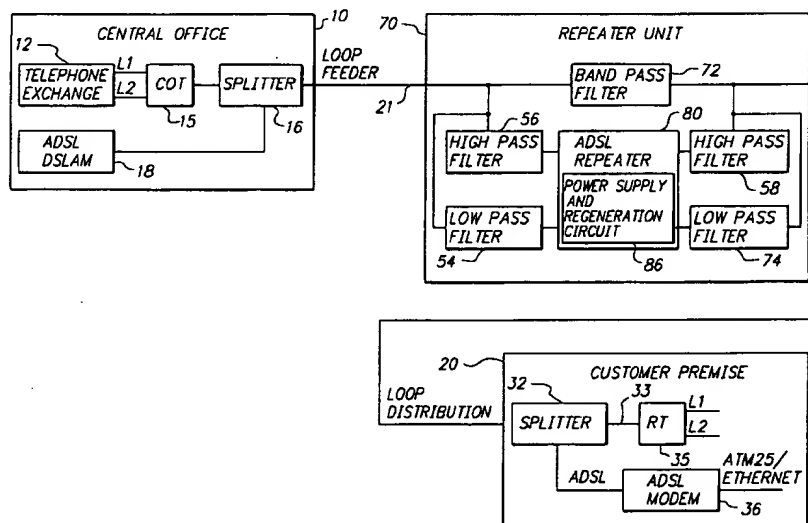 10
CENTRAL OFFICE
12
TELEPHONE
EXCHANGE
L1
L2
COT
15
SPLITTER
16
ADSL
DSLAM
18
LOOP
FEEDER
21
70
REPEATER UNIT
BAND PASS
FILTER
72
56
HIGH PASS
FILTER
80
ADSL
REPEATER
POWER SUPPLY
AND
REGENERATION
CIRCUIT
86
HIGH PASS
FILTER
58
LOW PASS
FILTER
54
LOW PASS
FILTER
74
LOOP
DISTRIBUTION
20
CUSTOMER PREMISE
32
SPLITTER
33
RT
35
L1
L2
ADSL
ADSL
MODEM
36
ATM25/
ETHERNET